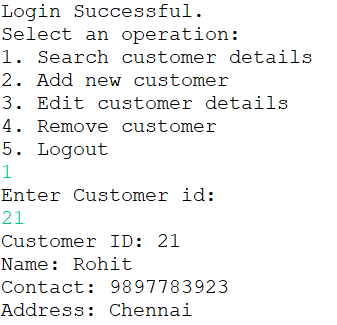 Login Successful.
Select an operation:
1. Search customer details
2. Add new customer
3. Edit customer details
4. Remove customer
5. Logout
1
Enter Customer id:
21
Customer ID: 21
Name: Rohit
Contact: 9897783923
Address: Chennai